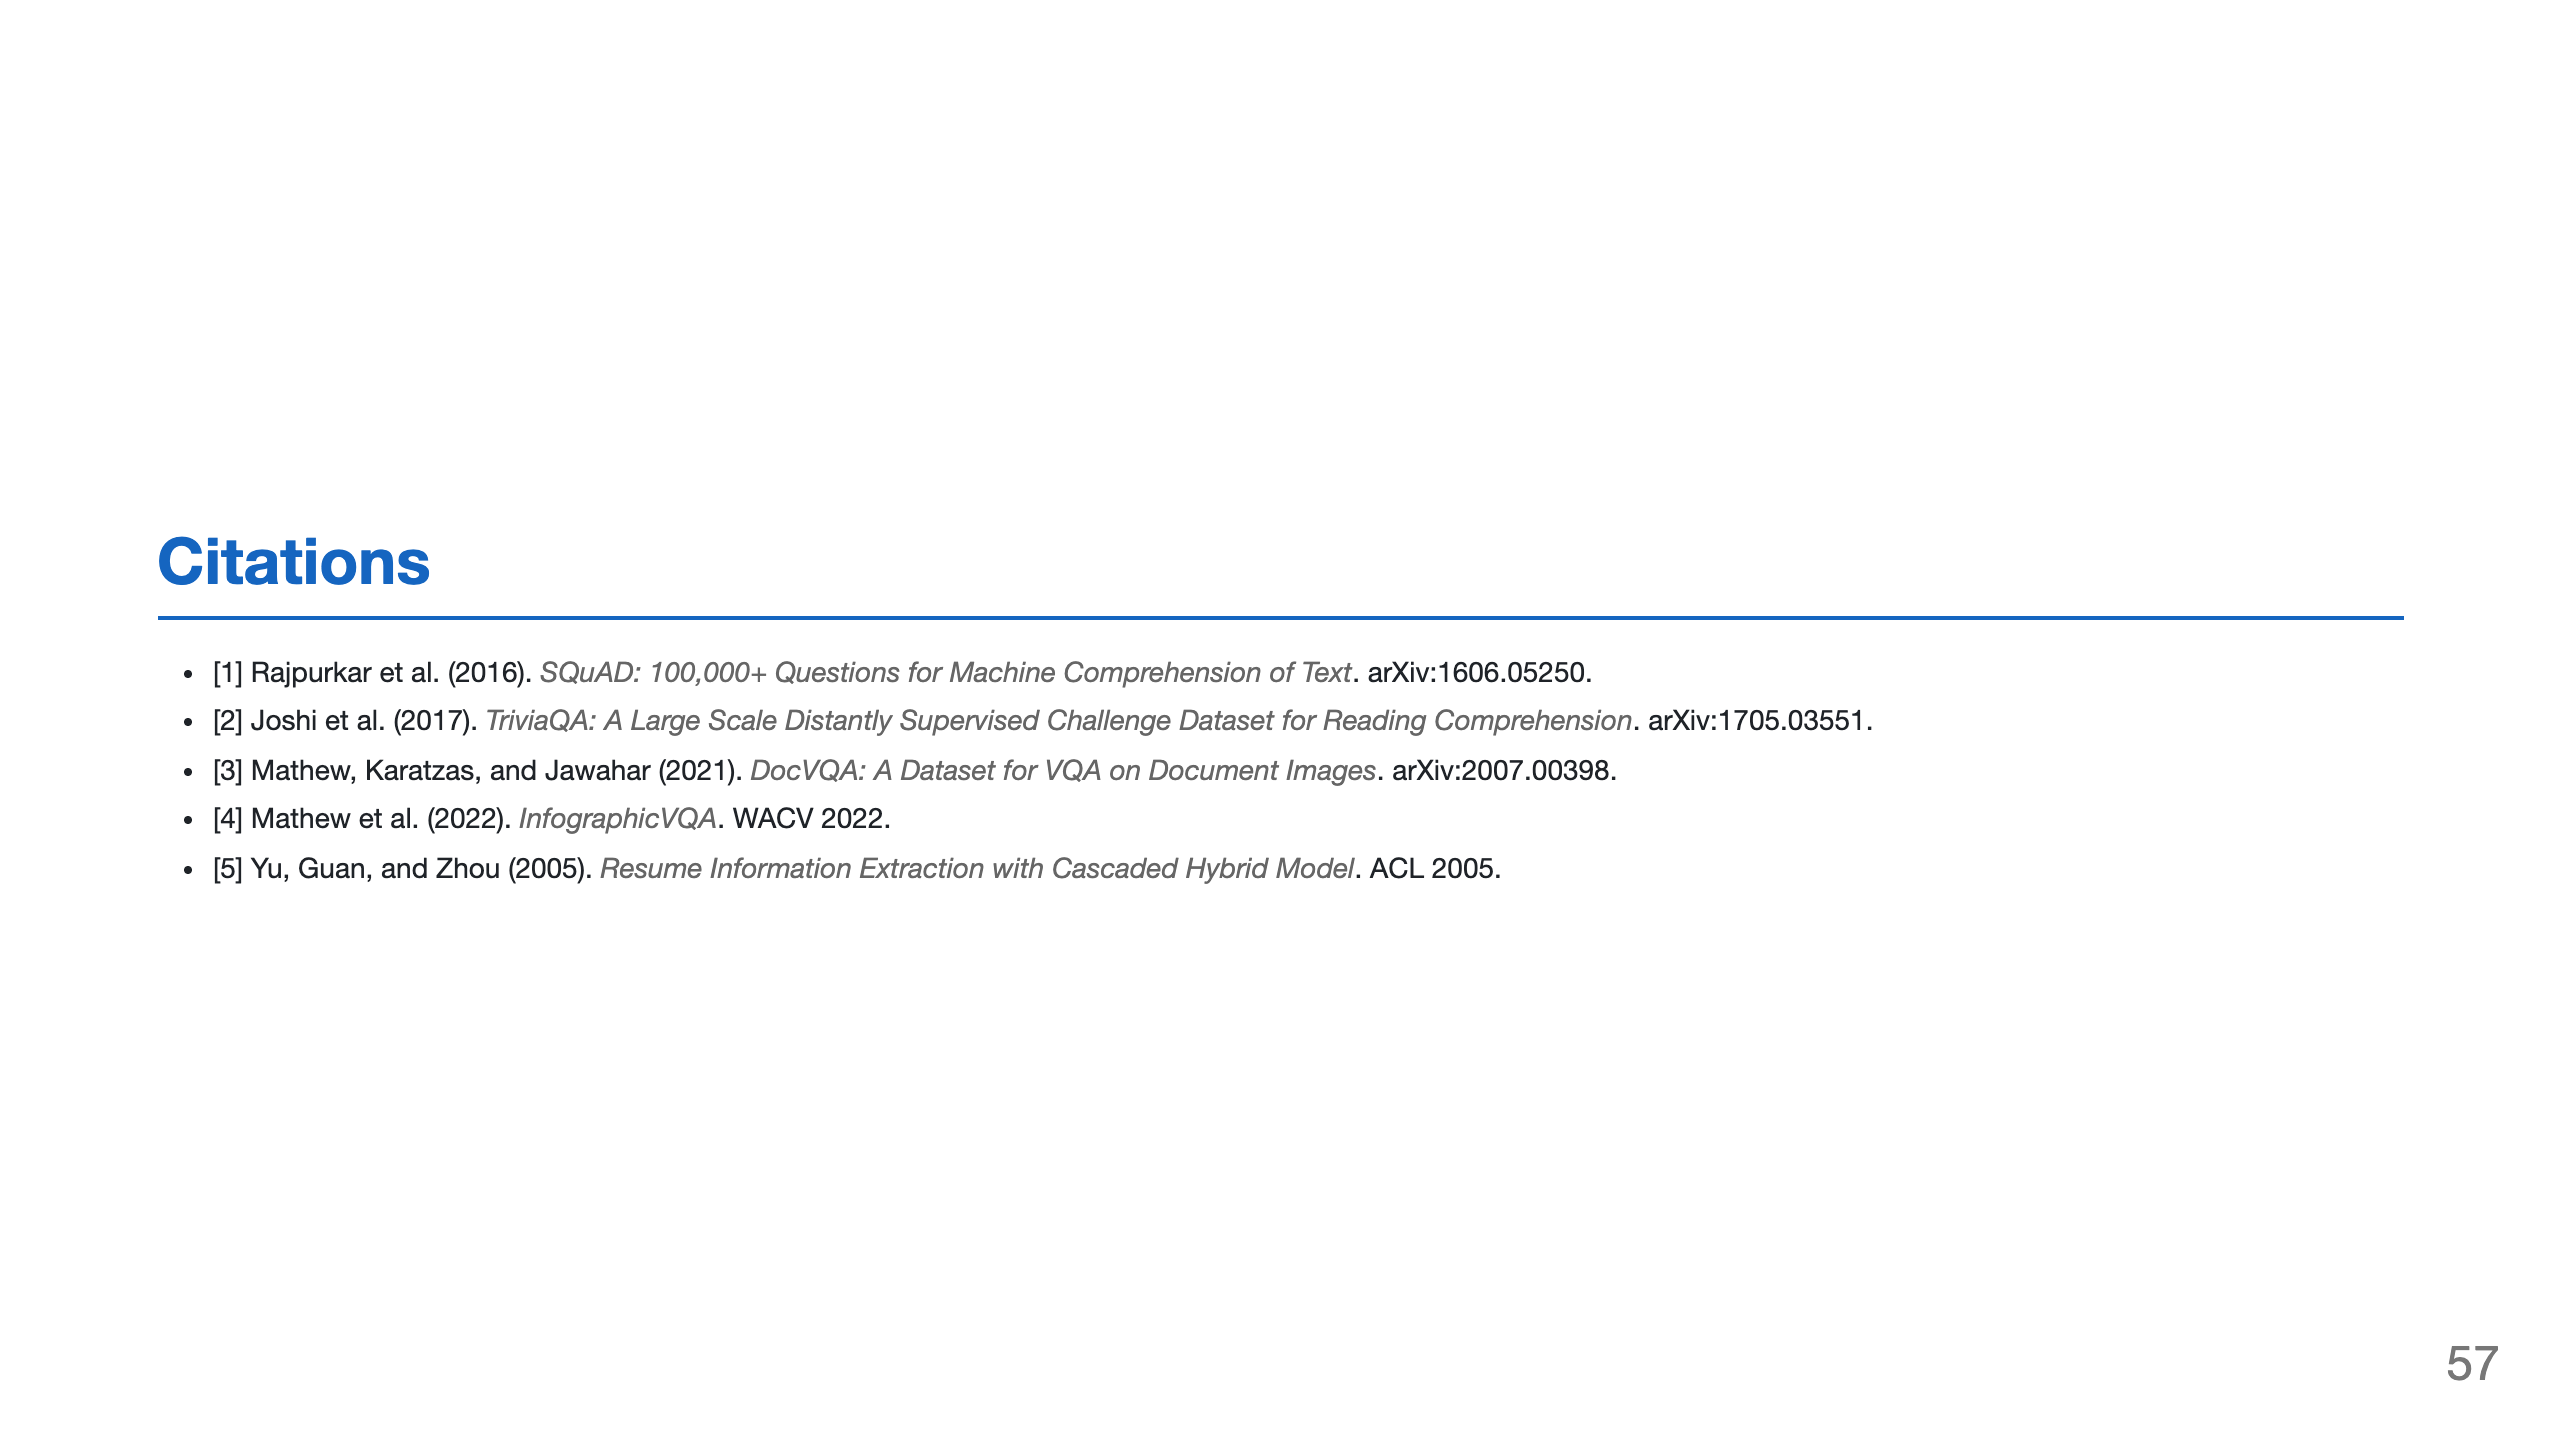 Citations
• [1] Rajpurkar et al. (2016). SQuAD: 100,000+ Questions for Machine Comprehension of Text. arXiv:1606.05250.
• [2] Joshi et al. (2017). TriviaQA: A Large Scale Distantly Supervised Challenge Dataset for Reading Comprehension. arXiv:1705.03551.
• [3] Mathew, Karatzas, and Jawahar (2021). DocVQA: A Dataset for VQA on Document Images. arXiv:2007.00398.
• [4] Mathew et al. (2022). InfographicVQA. WACV 2022.
• [5] Yu, Guan, and Zhou (2005). Resume Information Extraction with Cascaded Hybrid Model. ACL 2005.
57